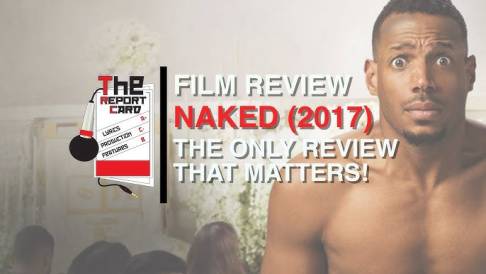 The
REPORT
CARD
LYRICS
PRODUCTION
FEATURES
FILM REVIEW
NAKED (2017)
THE ONLY REVIEW
THAT MATTERS!